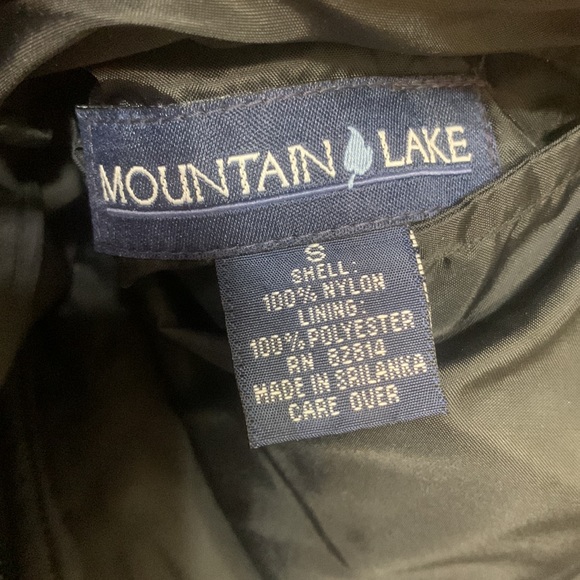 MOUNTAIN LAKE
S
SHELL:
100% NYLON
LINING:
100% POLYESTER
RN 82814
MADE IN SRILANKA
CARE OVER